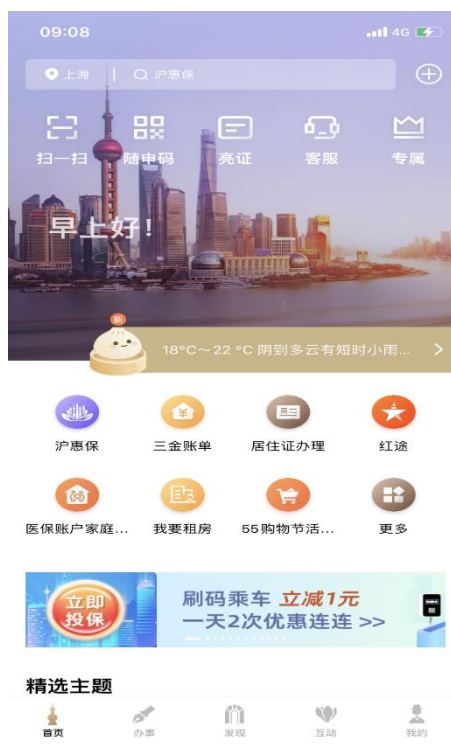 09:08 4G
上海 沪惠保
扫一扫 随申码 亮证 客服 专属
早上好!
新
18°C~22 °C 阴到多云有短时小雨...
沪惠保 三金账单 居住证办理 红途
医保账户家庭... 我要租房 55购物节活... 更多
立即
投保
刷码乘车 立减1元
一天2次优惠连连 >>
精选主题
首页 办事 发现 互动 我的